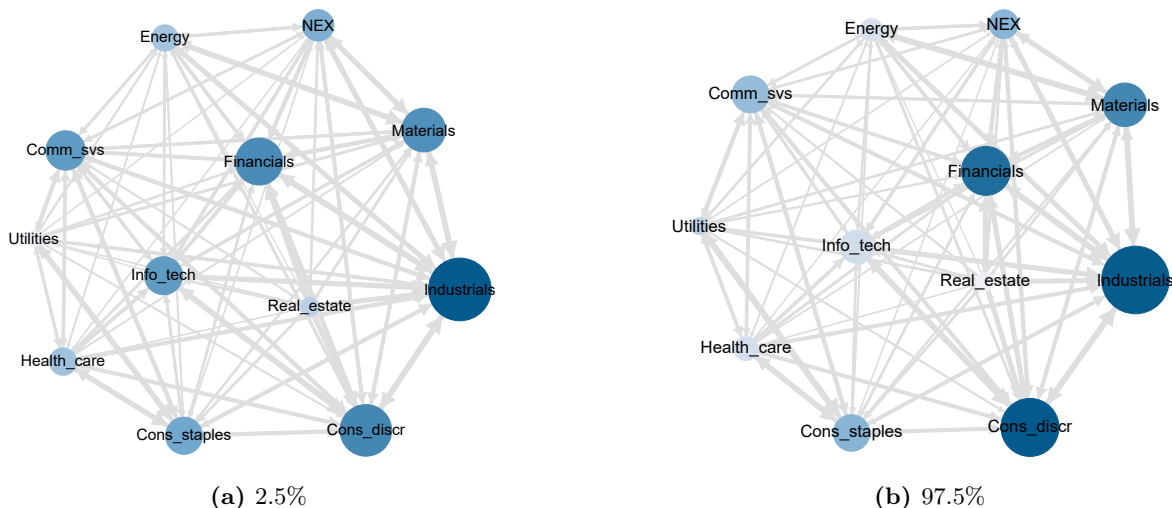 NEX
Energy
Materials
Comm_svs
Financials
Utilities
Info_tech
Industrials
Real_estate
Health_care
Cons_staples
Cons_discr
(a) 2.5%
NEX
Energy
Comm_svs
Materials
Financials
Utilities
Info_tech
Real_estate
Industrials
Health_care
Cons_staples
Cons_discr
(b) 97.5%